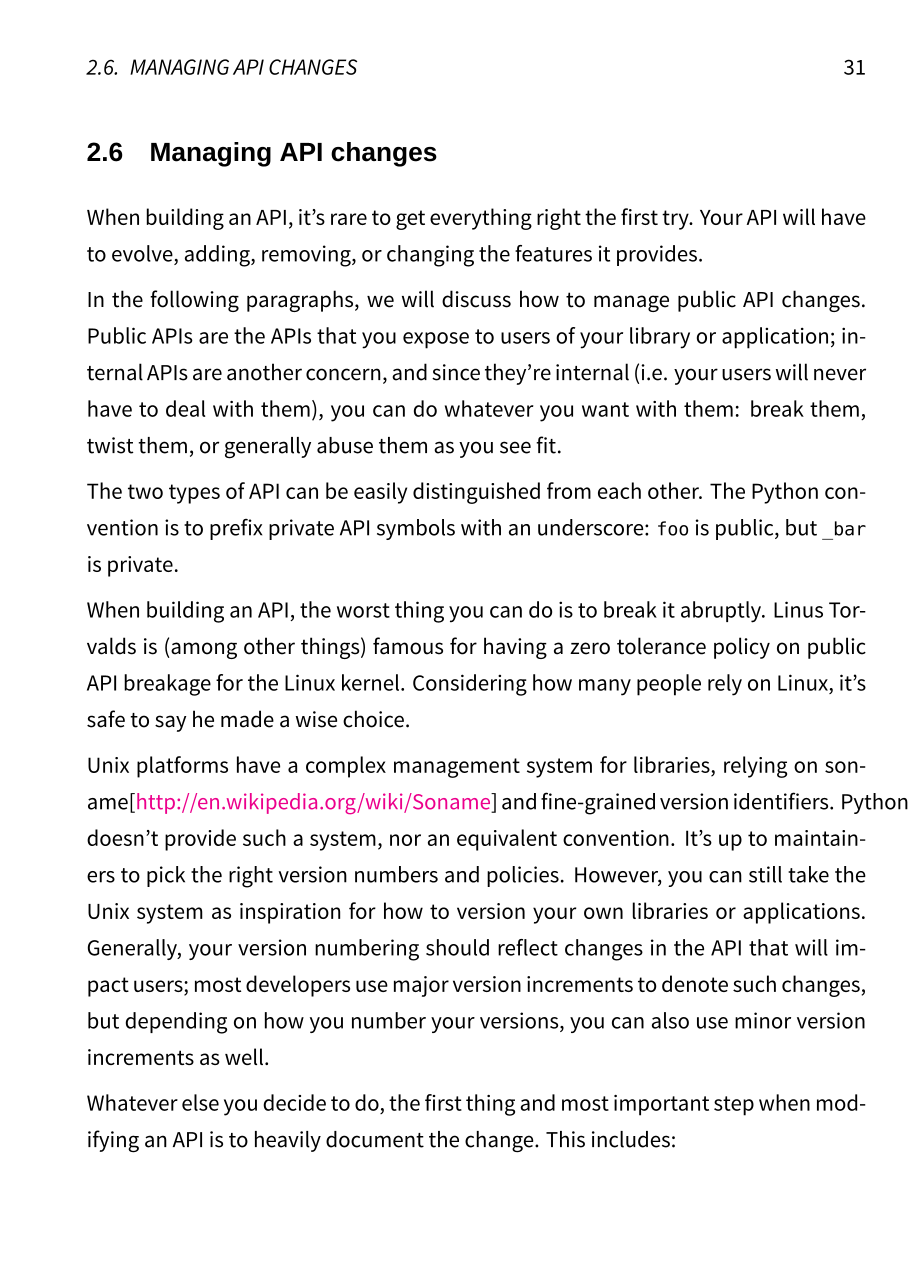 2.6. MANAGING API CHANGES 31
2.6 Managing API changes
When building an API, it’s rare to get everything right the first try. Your API will have
to evolve, adding, removing, or changing the features it provides.
In the following paragraphs, we will discuss how to manage public API changes.
Public APIs are the APIs that you expose to users of your library or application; in-
ternal APIs are another concern, and since they’re internal (i.e. your users will never
have to deal with them), you can do whatever you want with them: break them,
twist them, or generally abuse them as you see fit.
The two types of API can be easily distinguished from each other. The Python con-
vention is to prefix private API symbols with an underscore: foo is public, but _bar
is private.
When building an API, the worst thing you can do is to break it abruptly. Linus Tor-
valds is (among other things) famous for having a zero tolerance policy on public
API breakage for the Linux kernel. Considering how many people rely on Linux, it’s
safe to say he made a wise choice.
Unix platforms have a complex management system for libraries, relying on son-
ame[http://en.wikipedia.org/wiki/Soname] and fine-grained version identifiers. Python
doesn’t provide such a system, nor an equivalent convention. It’s up to maintain-
ers to pick the right version numbers and policies. However, you can still take the
Unix system as inspiration for how to version your own libraries or applications.
Generally, your version numbering should reflect changes in the API that will im-
pact users; most developers use major version increments to denote such changes,
but depending on how you number your versions, you can also use minor version
increments as well.
Whatever else you decide to do, the first thing and most important step when mod-
ifying an API is to heavily document the change. This includes: